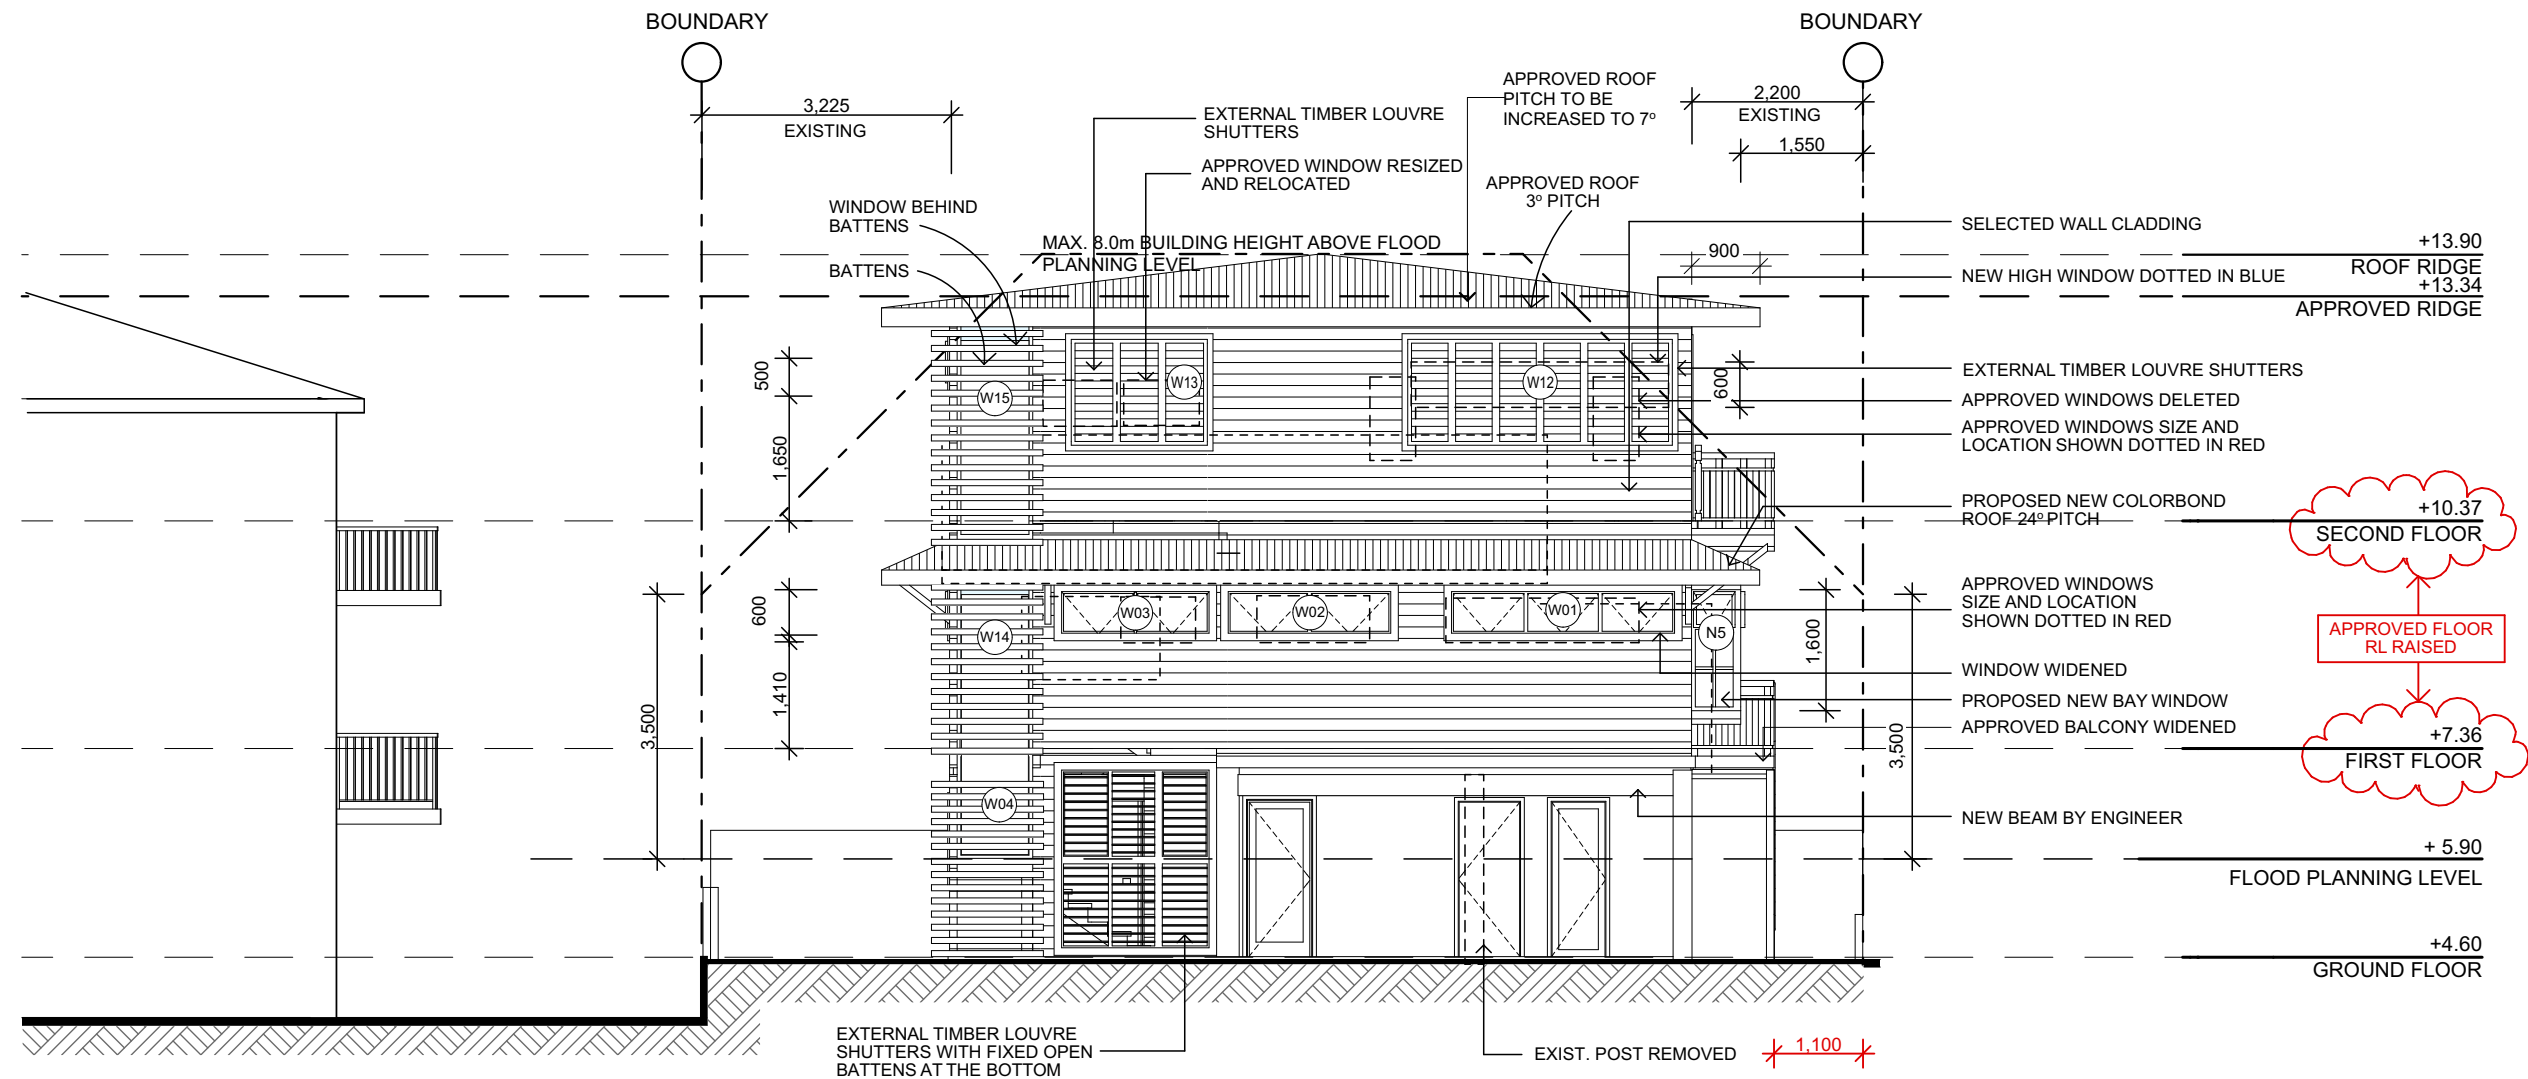 BOUNDARY
BOUNDARY
3,225
EXISTING
EXTERNAL TIMBER LOUVRE
SHUTTERS
APPROVED WINDOW RESIZED
AND RELOCATED
APPROVED ROOF
PITCH TO BE
INCREASED TO 7º
APPROVED ROOF
3º PITCH
2,200
EXISTING
1,550
WINDOW BEHIND
BATTENS
BATTENS
MAX. 8.0m BUILDING HEIGHT ABOVE FLOOD
PLANNING LEVEL
900
SELECTED WALL CLADDING
NEW HIGH WINDOW DOTTED IN BLUE
+13.90
ROOF RIDGE
+13.34
APPROVED RIDGE
EXTERNAL TIMBER LOUVRE SHUTTERS
APPROVED WINDOWS DELETED
APPROVED WINDOWS SIZE AND
LOCATION SHOWN DOTTED IN RED
500
1,650
600
W15
W13
W12
PROPOSED NEW COLORBOND
ROOF 24º PITCH
+10.37
SECOND FLOOR
APPROVED WINDOWS
SIZE AND LOCATION
SHOWN DOTTED IN RED
APPROVED FLOOR
RL RAISED
600
1,410
3,500
W14
W03
W02
W01
N5
1,600
3,500
WINDOW WIDENED
PROPOSED NEW BAY WINDOW
APPROVED BALCONY WIDENED
+7.36
FIRST FLOOR
W04
NEW BEAM BY ENGINEER
+ 5.90
FLOOD PLANNING LEVEL
+4.60
GROUND FLOOR
EXTERNAL TIMBER LOUVRE
SHUTTERS WITH FIXED OPEN
BATTENS AT THE BOTTOM
EXIST. POST REMOVED
1,100